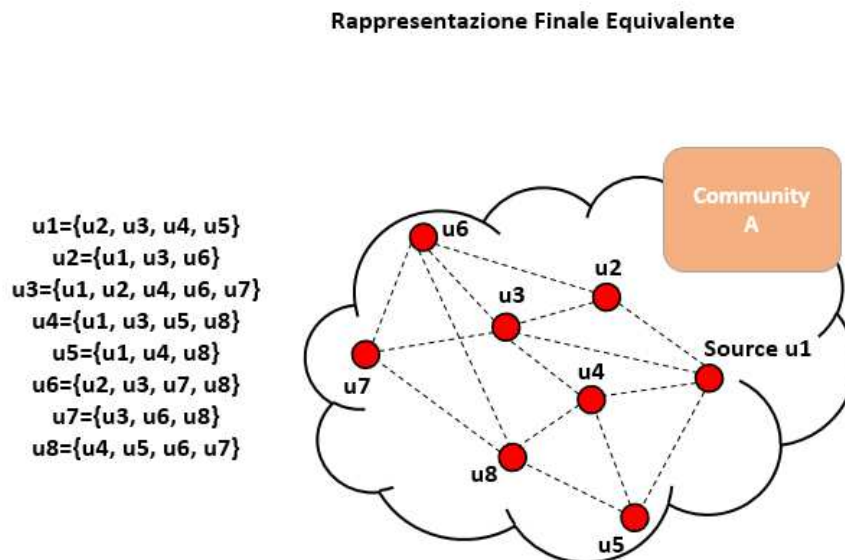 Rappresentazione Finale Equivalente
Community
A
u1={u2, u3, u4, u5}
u2={u1, u3, u6}
u3={u1, u2, u4, u6, u7}
u4={u1, u3, u5, u8}
u5={u1, u4, u8}
u6={u2, u3, u7, u8}
u7={u3, u6, u8}
u8={u4, u5, u6, u7}
u6
u2
u3
Source u1
u7
u4
u8
u5